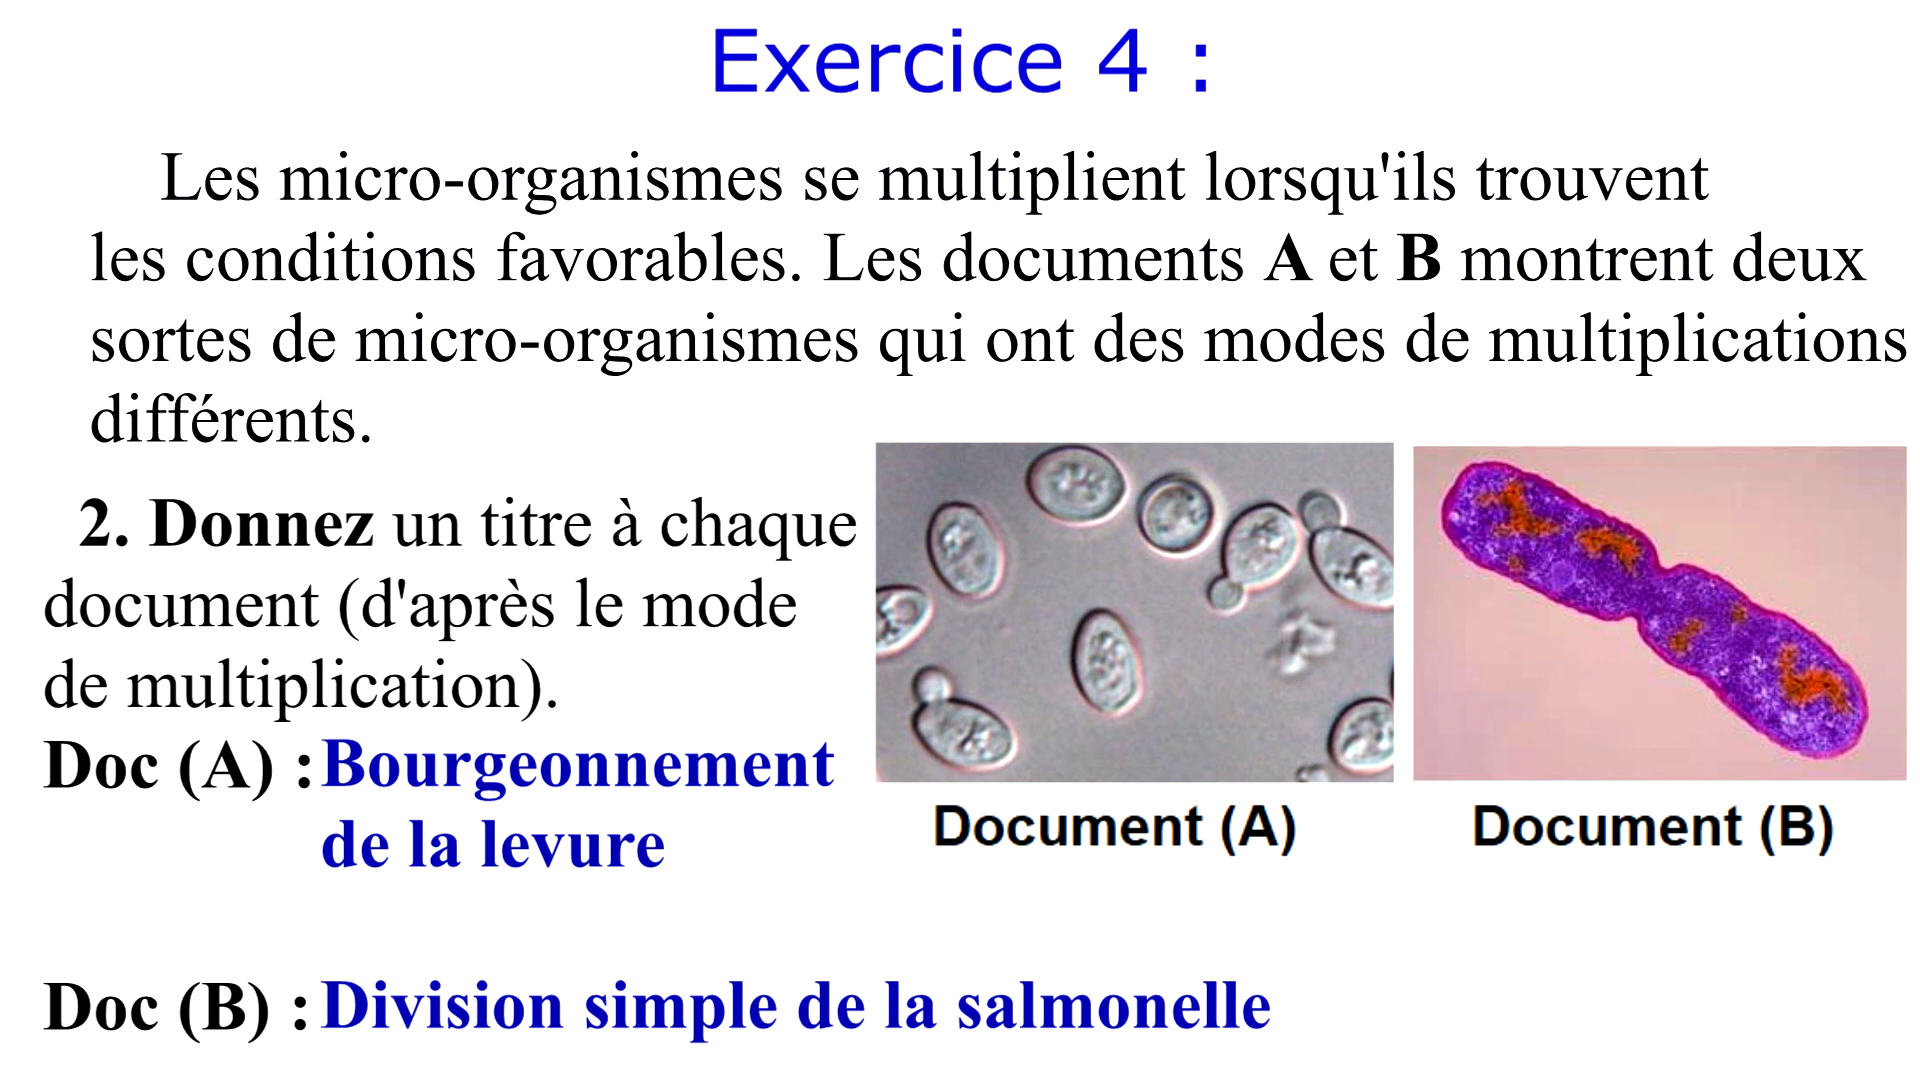 Exercice 4 :
Les micro-organismes se multiplient lorsqu'ils trouvent
les conditions favorables. Les documents A et B montrent deux
sortes de micro-organismes qui ont des modes de multiplications
différents.
2. Donnez un titre à chaque
document (d'après le mode
de multiplication).
Doc (A) : Bourgeonnement
de la levure
Document (A)
Document (B)
Doc (B) : Division simple de la salmonelle